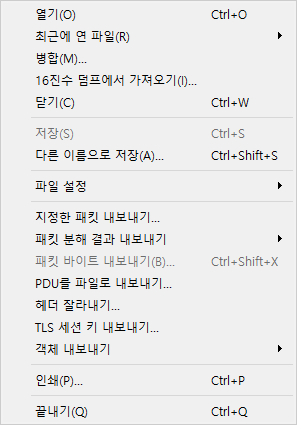 열기(O) Ctrl+O
최근에 연 파일(R)
병합(M)...
16진수 덤프에서 가져오기(I)...
닫기(C) Ctrl+W
저장(S) Ctrl+S
다른 이름으로 저장(A)... Ctrl+Shift+S
파일 설정
지정한 패킷 내보내기...
패킷 분해 결과 내보내기
패킷 바이트 내보내기(B)... Ctrl+Shift+X
PDU를 파일로 내보내기...
헤더 잘라내기...
TLS 세션 키 내보내기...
객체 내보내기
인쇄(P)... Ctrl+P
끝내기(Q) Ctrl+Q